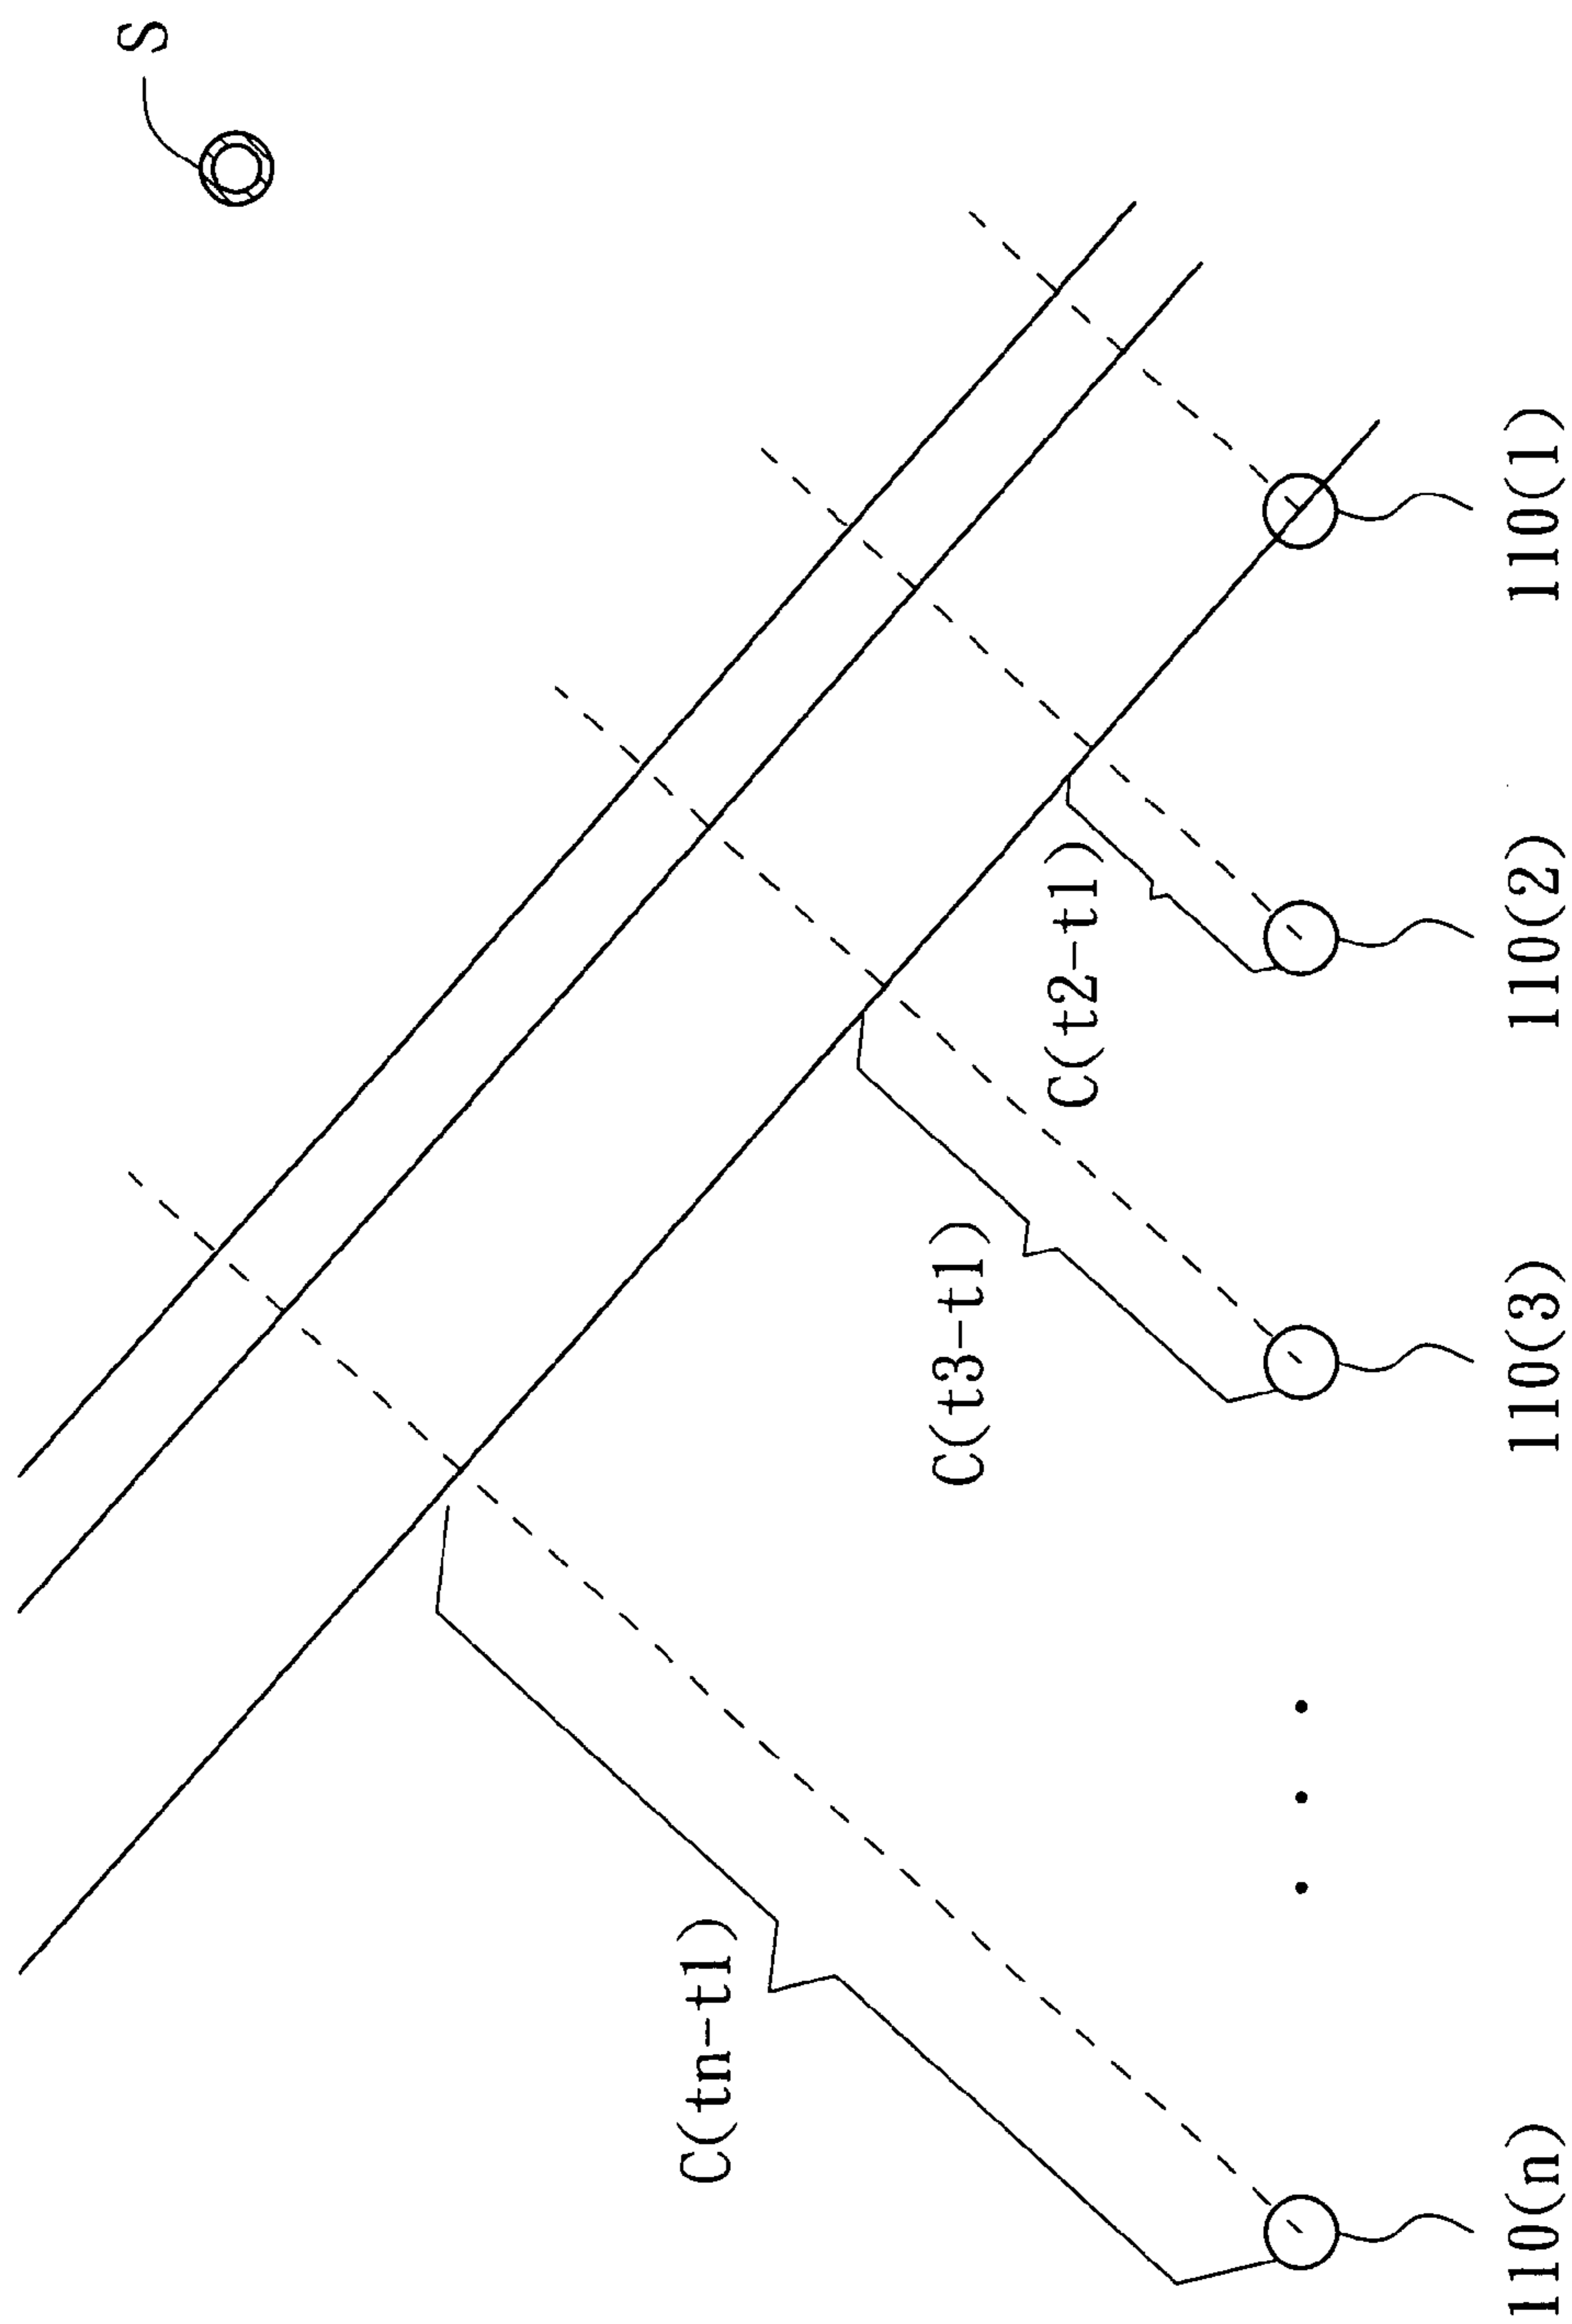 S
C(tn-t1)
C(t3-t1)
C(t2-t1)
110(n)
110(3)
110(2)
110(1)